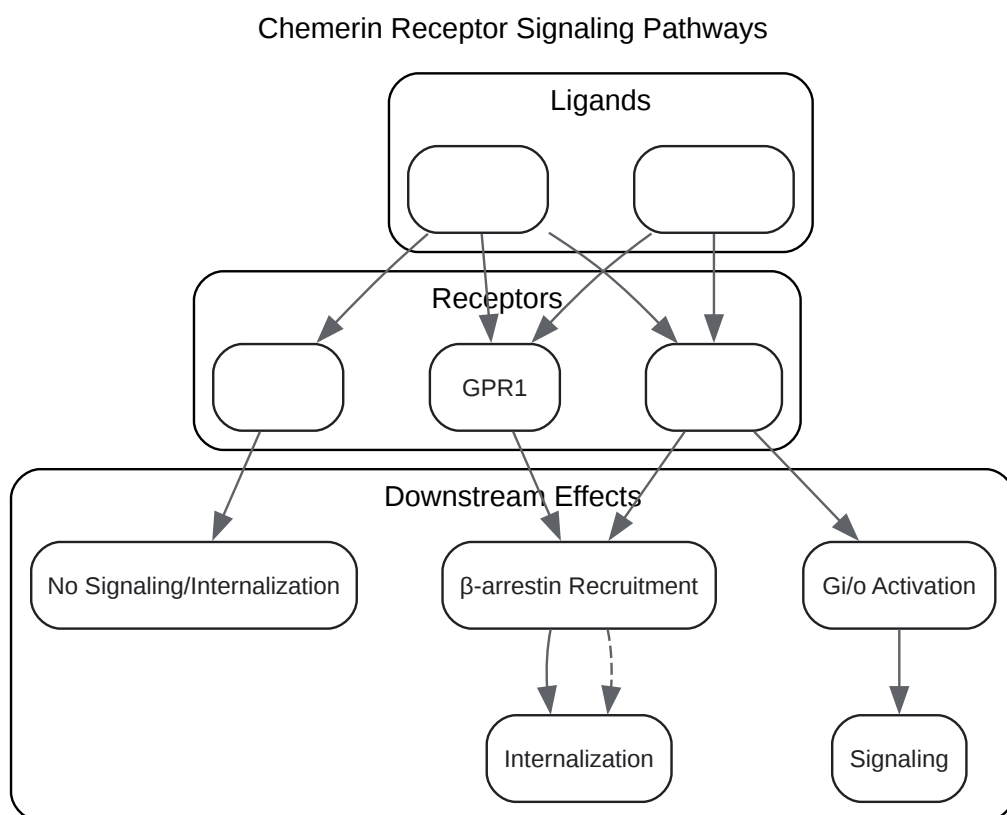 Chemerin Receptor Signaling Pathways
Ligands
Receptors
GPR1
Downstream Effects
No Signaling/Internalization
β-arrestin Recruitment
Gi/o Activation
Internalization
Signaling